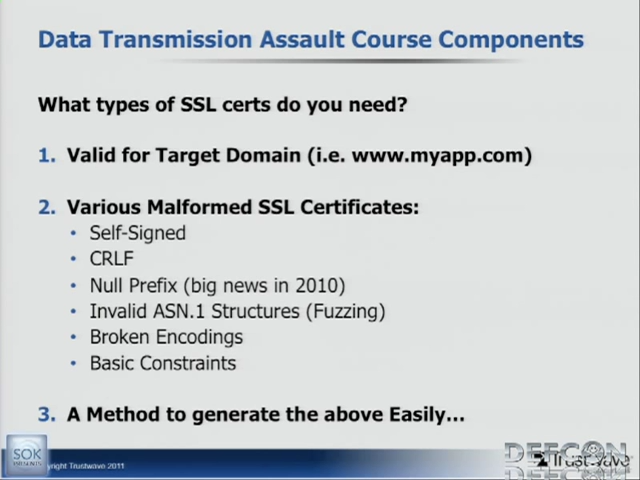 Data Transmission Assault Course Components
What types of SSL certs do you need?
1. Valid for Target Domain (i.e. www.myapp.com)
2. Various Malformed SSL Certificates:
• Self-Signed
• CRLF
• Null Prefix (big news in 2010)
• Invalid ASN.1 Structures (Fuzzing)
• Broken Encodings
• Basic Constraints
3. A Method to generate the above Easily...
SOK
yright Trustwave 2011
DEFCON
Trustwave